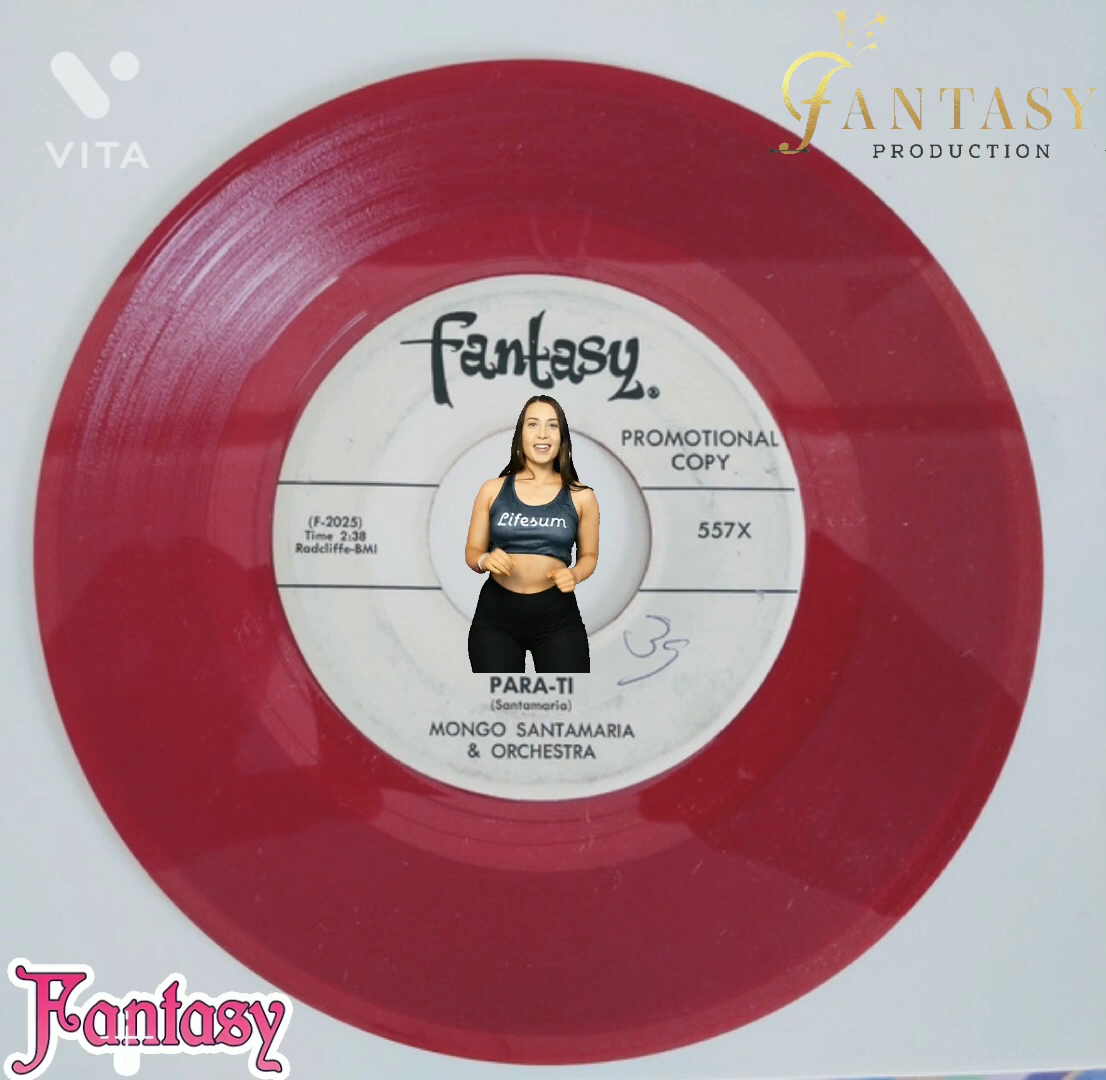 VITA
FANTASY
PRODUCTION
fantasy®
PROMOTIONAL
COPY
(F-2025)
Time 2:38
Radcliffe-BMI
557X
Lifesum
PARA-TI
(Santamaria)
MONGO SANTAMARIA
& ORCHESTRA
Fantasy